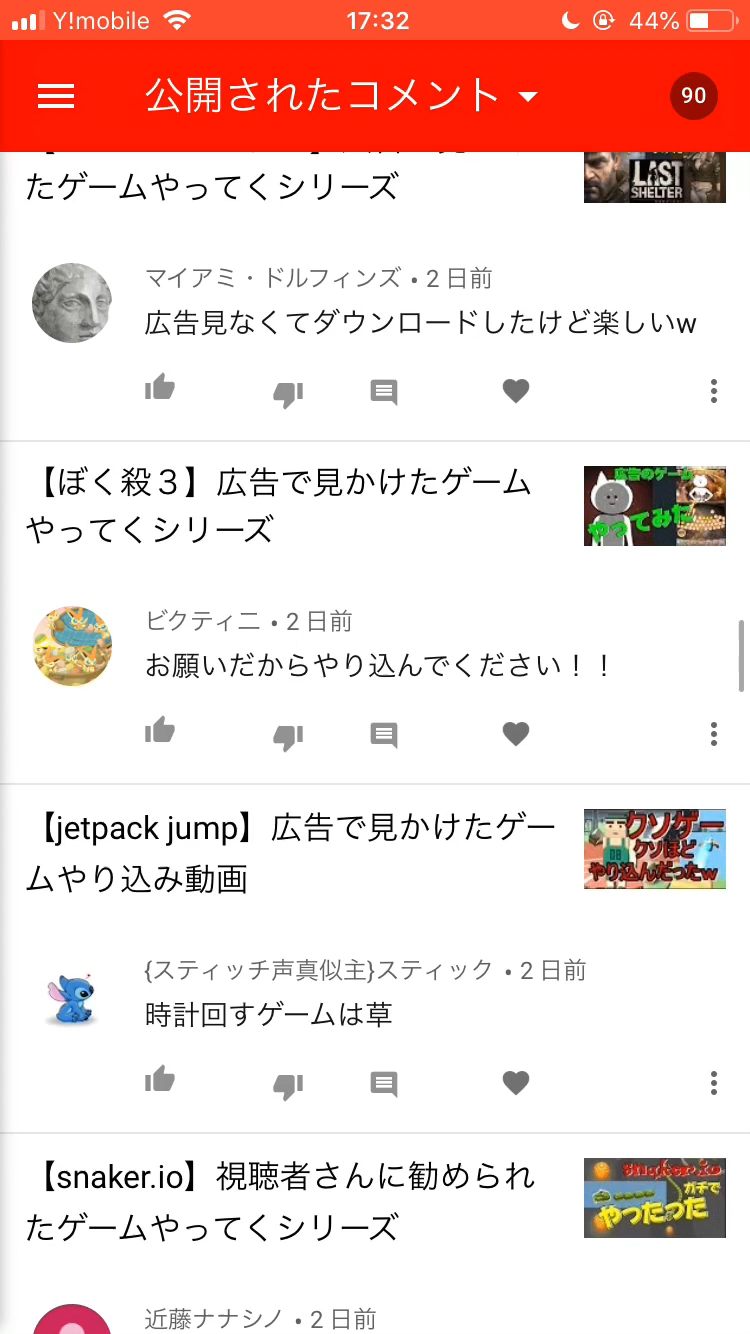 Y!mobile 17:32 44%
公開されたコメント 90
たゲームやってくシリーズ
LAST
SHELTER
マイアミ・ドルフィンズ • 2 日前
広告見なくてダウンロードしたけど楽しいw
【ぼく殺３】広告で見かけたゲーム
やってくシリーズ
広告のゲーム
やってみた
ビクティニ • 2 日前
お願いだからやり込んでください！！
【jetpack jump】広告で見かけたゲー
ムやり込み動画
クソゲー
クソほど
やり込んだったw
{スティッチ声真似主}スティック • 2 日前
時計回すゲームは草
【snaker.io】視聴者さんに勧められ
たゲームやってくシリーズ
snaker.io
ガチで
やったった
近藤ナナシノ • 2 日前